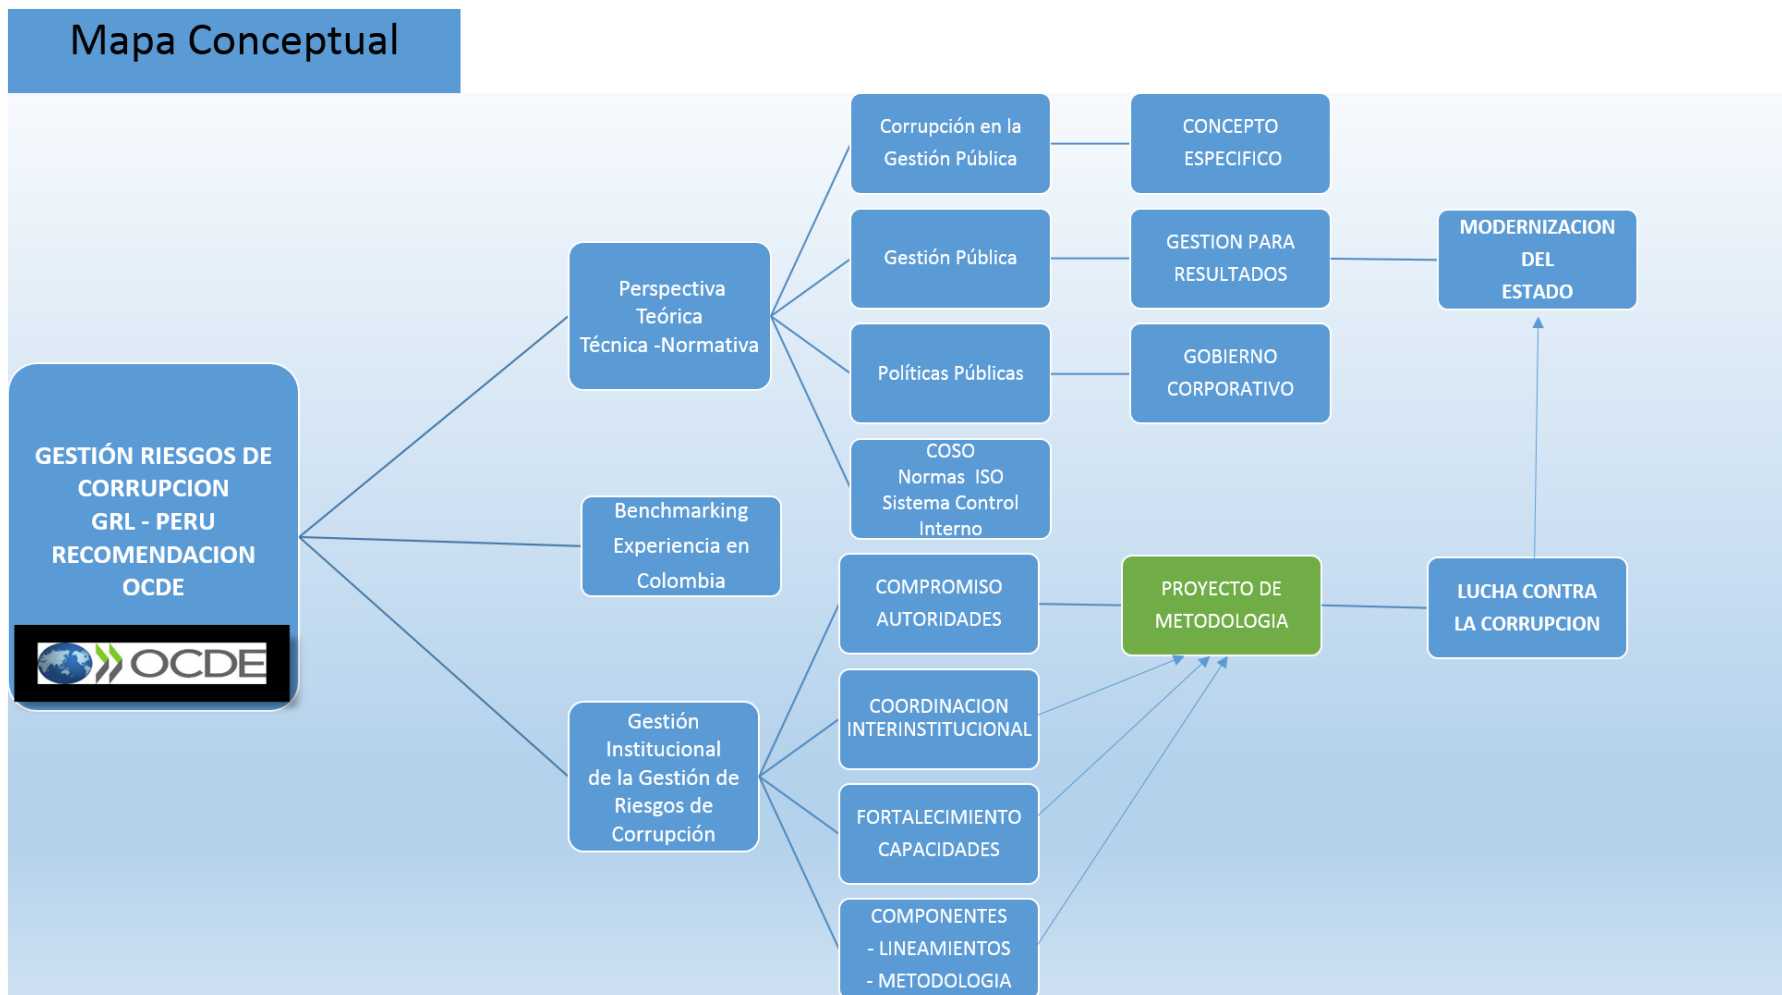 Mapa Conceptual
GESTIÓN RIESGOS DE
CORRUPCION
GRL - PERU
RECOMENDACION
OCDE
OCDE
Perspectiva
Teórica
Técnica -Normativa
Benchmarking
Experiencia en
Colombia
Gestión
Institucional
de la Gestión de
Riesgos de
Corrupción
Corrupción en la
Gestión Pública
Gestión Pública
Políticas Públicas
COSO
Normas ISO
Sistema Control
Interno
COMPROMISO
AUTORIDADES
COORDINACION
INTERINSTITUCIONAL
FORTALECIMIENTO
CAPACIDADES
COMPONENTES
- LINEAMIENTOS
- METODOLOGIA
CONCEPTO
ESPECIFICO
GESTION PARA
RESULTADOS
GOBIERNO
CORPORATIVO
PROYECTO DE
METODOLOGIA
MODERNIZACION
DEL
ESTADO
LUCHA CONTRA
LA CORRUPCION